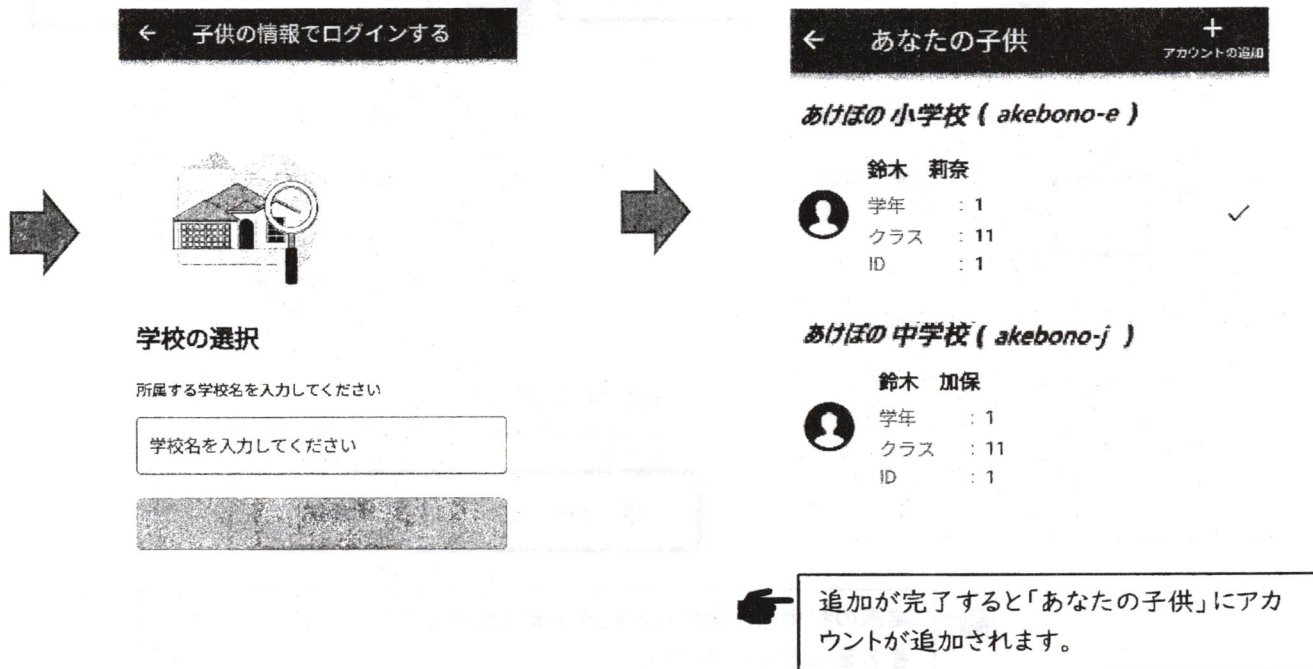 ← 子供の情報でログインする
学校の選択
所属する学校名を入力してください
学校名を入力してください
← あなたの子供
+
アカウントの追加
あけぼの 小学校 ( akebono-e )
鈴木 莉奈
学年 : 1
クラス : 11
ID : 1
あけぼの 中学校 ( akebono-j )
鈴木 加保
学年 : 1
クラス : 11
ID : 1
追加が完了すると「あなたの子供」にアカ
ウントが追加されます。